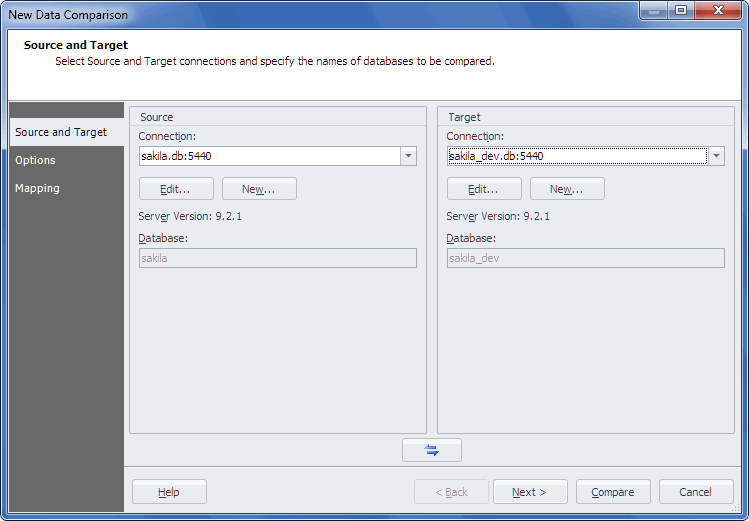 New Data Comparison
Source and Target
Select Source and Target connections and specify the names of databases to be compared.
Source and Target
Options
Mapping
Source
Connection:
sakila.db:5440
Edit...
New...
Server Version: 9.2.1
Database:
sakila
Target
Connection:
sakila_dev.db:5440
Edit...
New...
Server Version: 9.2.1
Database:
sakila_dev
Help
< Back
Next >
Compare
Cancel